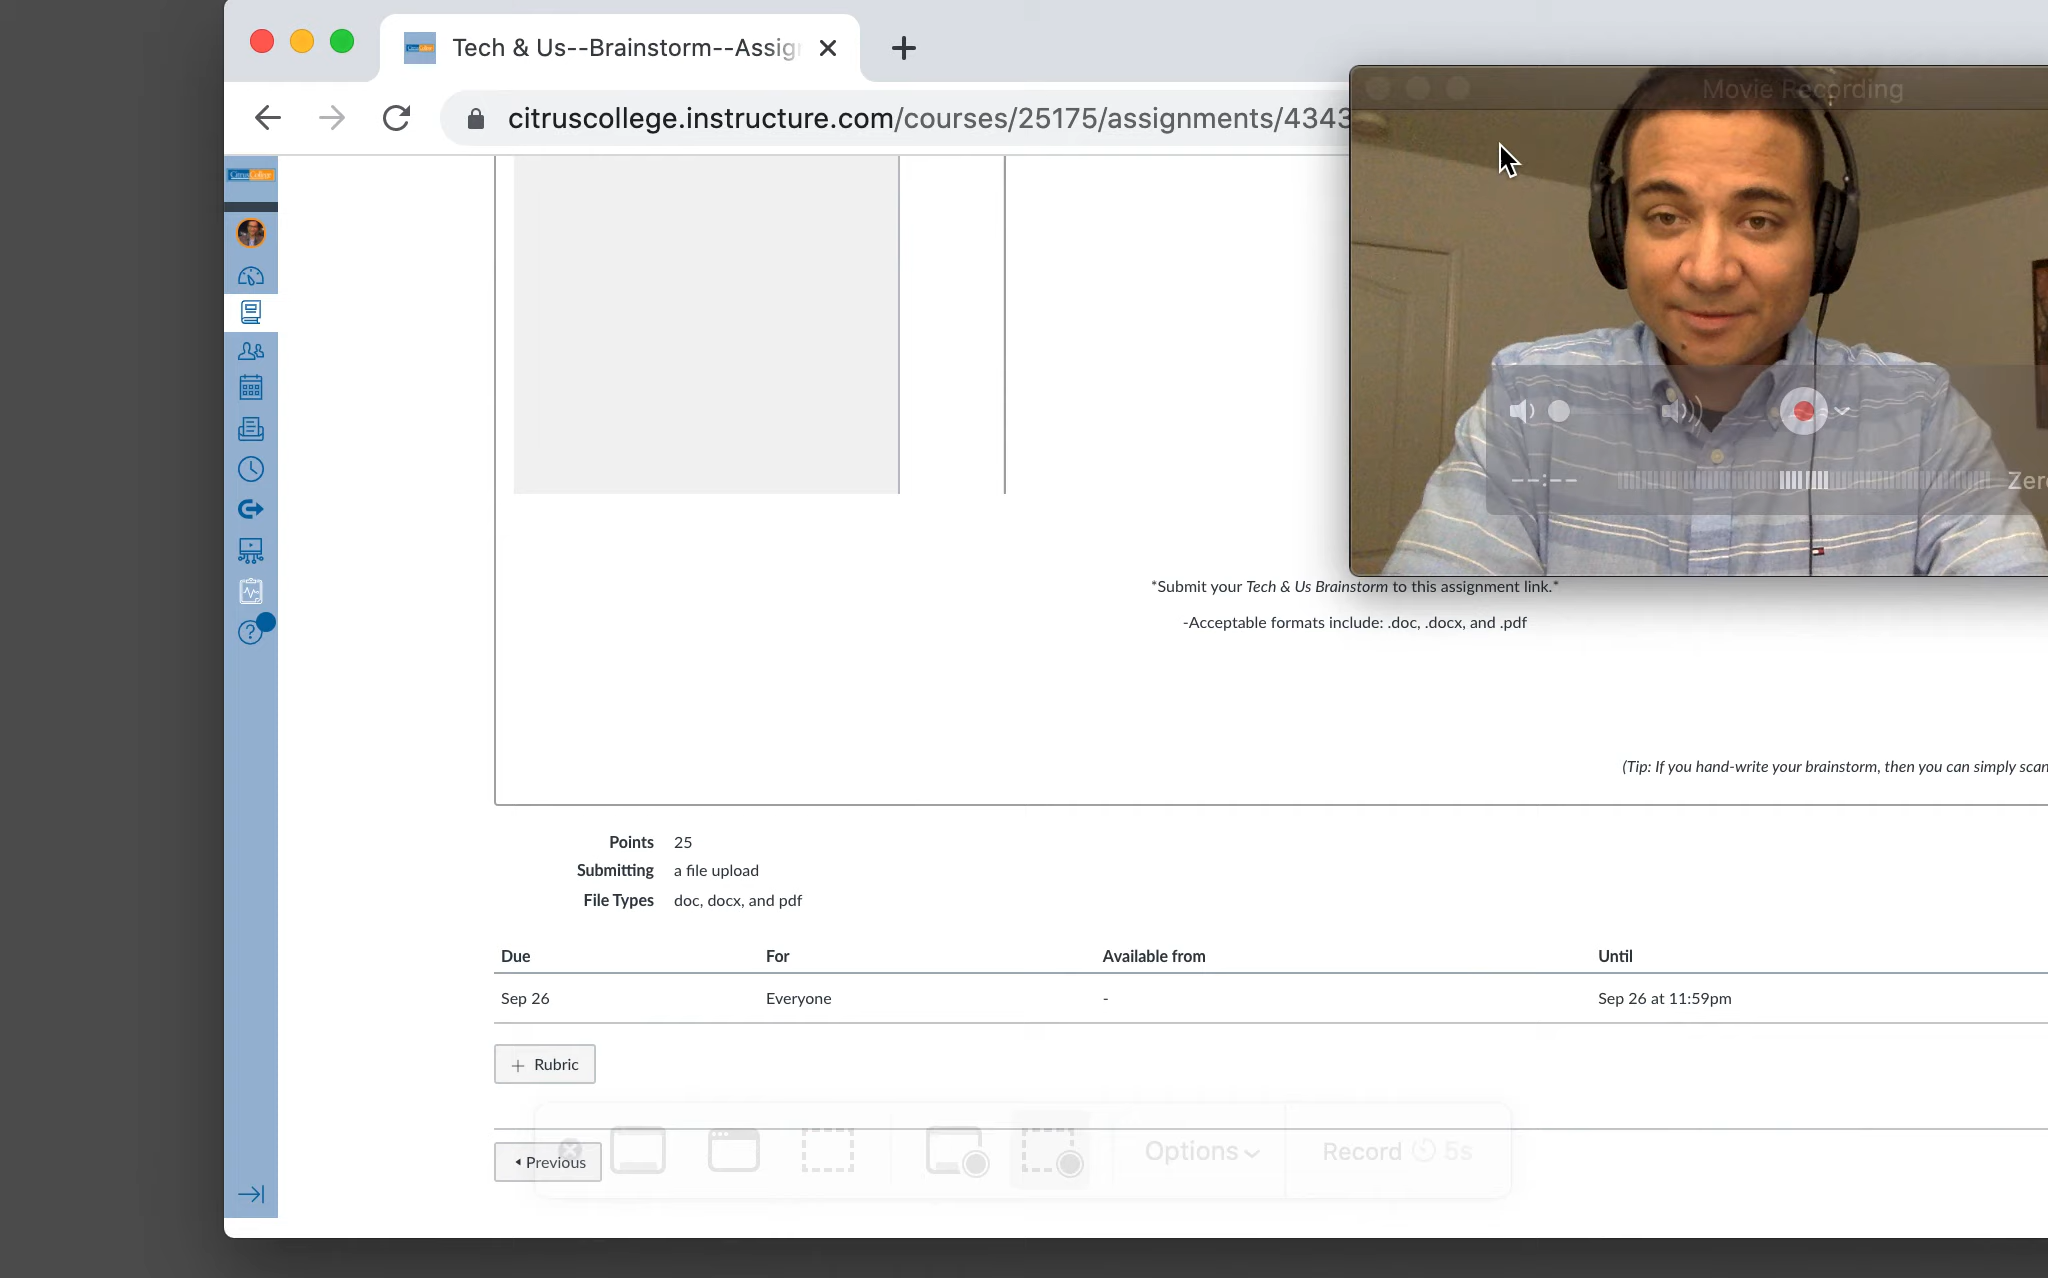 Tech & Us--Brainstorm--Assig
citruscollege.instructure.com/courses/25175/assignments/4343
Movie Recording
CitrusCollege
--:--
*Submit your Tech & Us Brainstorm to this assignment link.*
-Acceptable formats include: .doc, .docx, and .pdf
(Tip: If you hand-write your brainstorm, then you can simply scan
Points 25
Submitting a file upload
File Types doc, docx, and pdf
Due For Available from Until
Sep 26 Everyone - Sep 26 at 11:59pm
+ Rubric
Previous
Options Record 5s